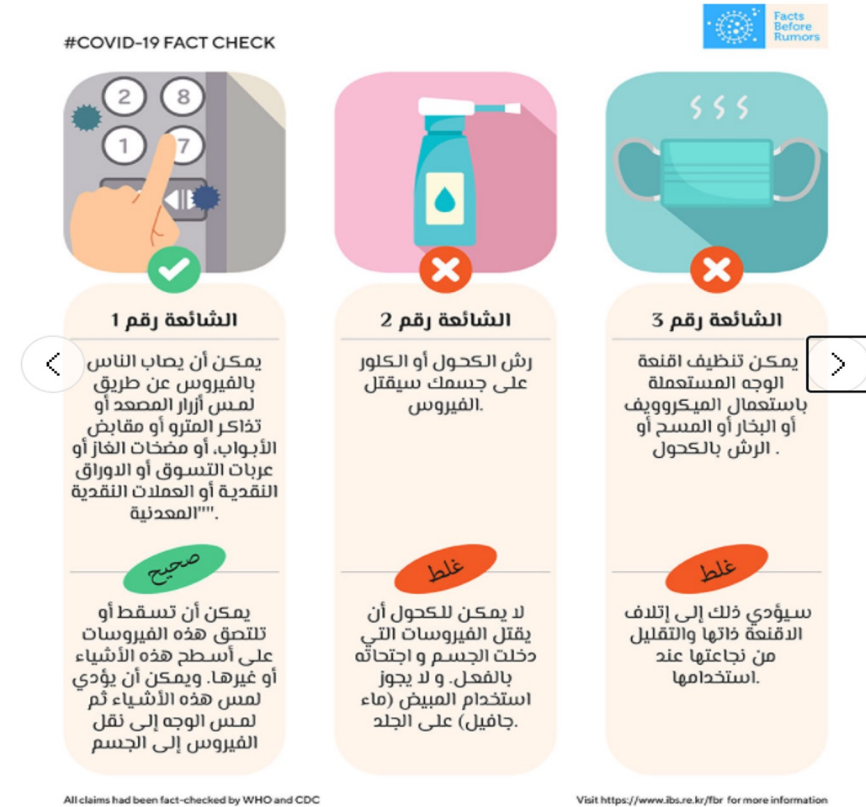 #COVID-19 FACT CHECK
Facts
Before
Rumors
2 8
1 7
الشائعة رقم 1
يمكن أن يصاب الناس
بالفيروس عن طريق
لمس أزرار المصعد أو
تذاكر المترو أو مقابض
الأبواب، أو مضخات الغاز أو
عربات التسوق أو الاوراق
النقدية أو العملات النقدية
."""المعدنية
صحيح
يمكن أن تسقط أو
تلتصق هذه الفيروسات
على أسطح هذه الأشياء
أو غيرها. ويمكن أن يؤدي
لمس هذه الأشياء ثم
لمس الوجه إلى نقل
الفيروس إلى الجسم
الشائعة رقم 2
رش الكحول أو الكلور
على جسمك سيقتل
.الفيروس
غلط
لا يمكن للكحول أن
يقتل الفيروسات التي
دخلت الجسم و اجتحاته
بالفعل. و لا يجوز
استخدام المبيض (ماء
.جافيل) على الجلد
الشائعة رقم 3
يمكن تنظيف اقنعة
الوجه المستعملة
باستعمال الميكروويف
أو البخار أو المسح أو
. الرش بالكحول
غلط
سيؤدي ذلك إلى إتلاف
الاقنعة ذاتها والتقليل
من نجاعتها عند
.استخدامها
All claims had been fact-checked by WHO and CDC
Visit https://www.ibs.re.kr/fbr for more information